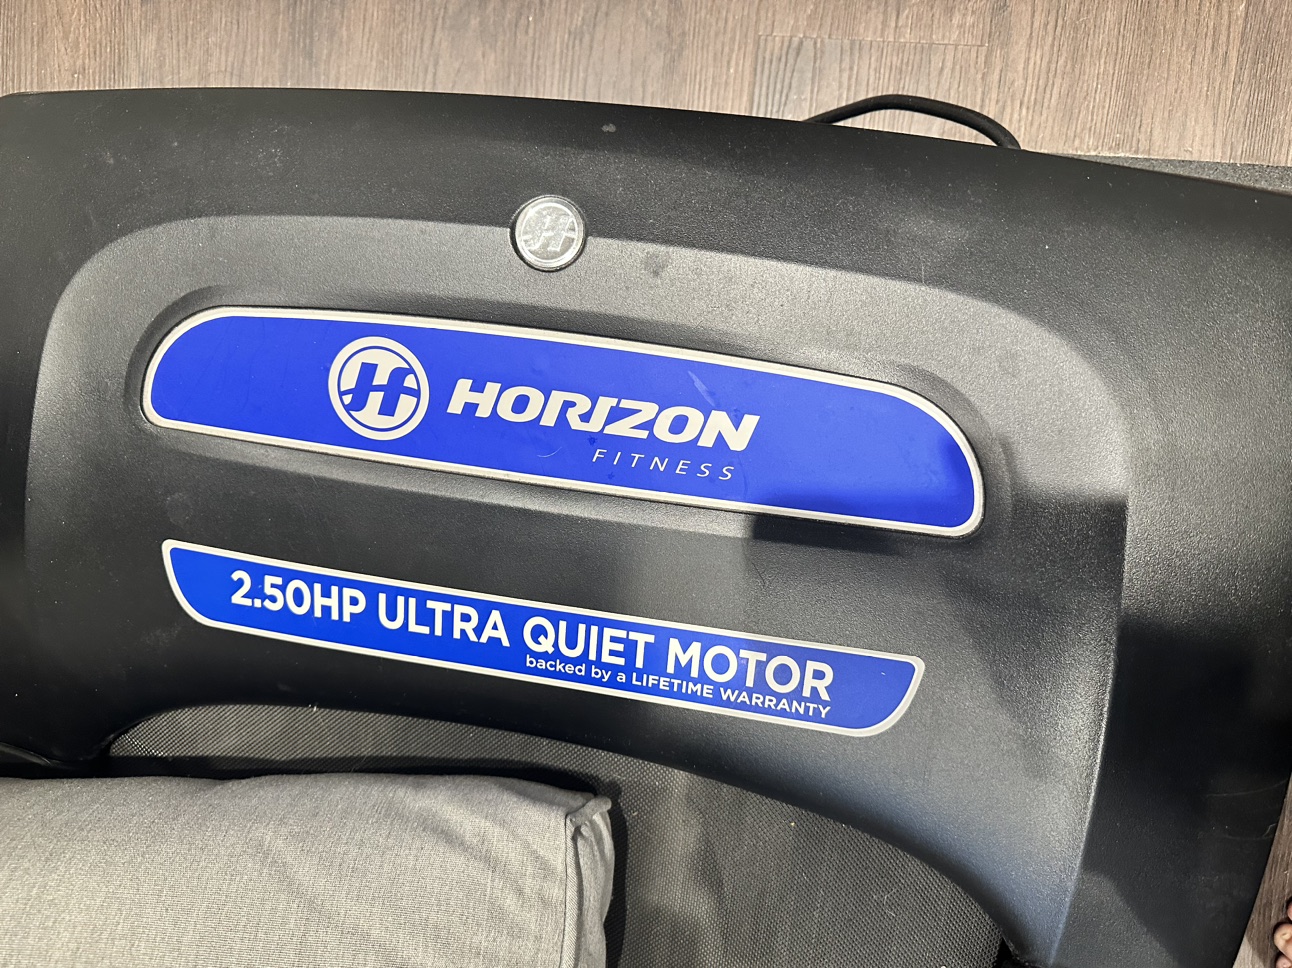 HORIZON
FITNESS
2.50HP ULTRA QUIET MOTOR
backed by a LIFETIME WARRANTY